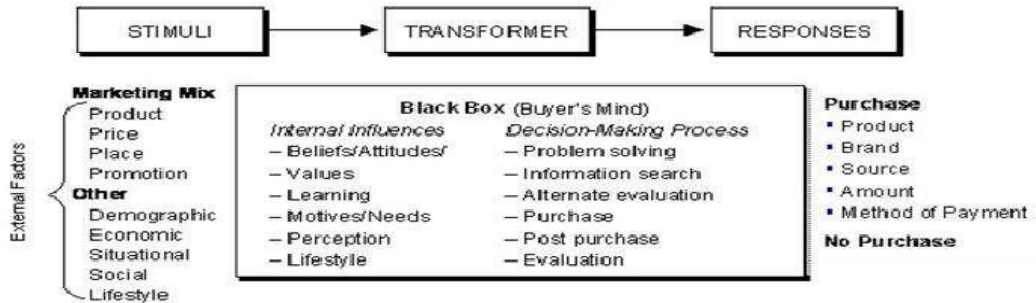 STIMULI
TRANSFORMER
RESPONSES
External Factors
Marketing Mix
Product
Price
Place
Promotion
Other
Demographic
Economic
Situational
Social
Lifestyle
Black Box (Buyer's Mind)
Internal Influences
– Beliefs/Attitudes/
– Values
– Learning
– Motives/Needs
– Perception
– Lifestyle
Decision-Making Process
– Problem solving
– Information search
– Alternate evaluation
– Purchase
– Post purchase
– Evaluation
Purchase
▪ Product
▪ Brand
▪ Source
▪ Amount
▪ Method of Payment
No Purchase